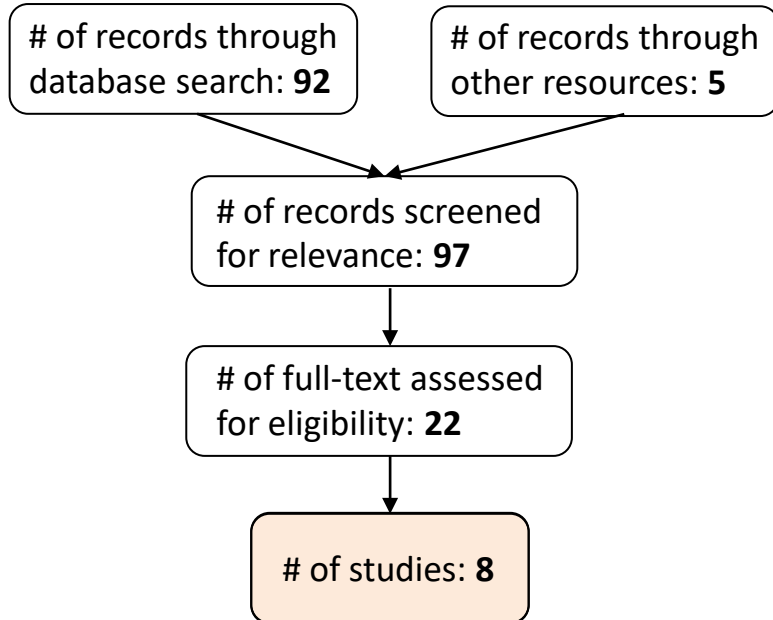 # of records through
database search: 92
# of records through
other resources: 5
# of records screened
for relevance: 97
# of full-text assessed
for eligibility: 22
# of studies: 8